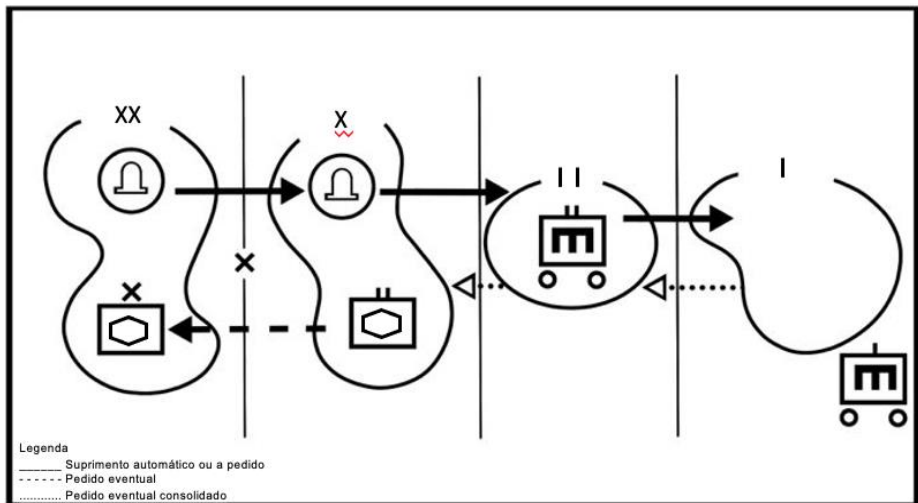 XX
X
I I
I
X
X
II
II
I
Legenda
______ Suprimento automático ou a pedido
- - - - - - Pedido eventual
............ Pedido eventual consolidado